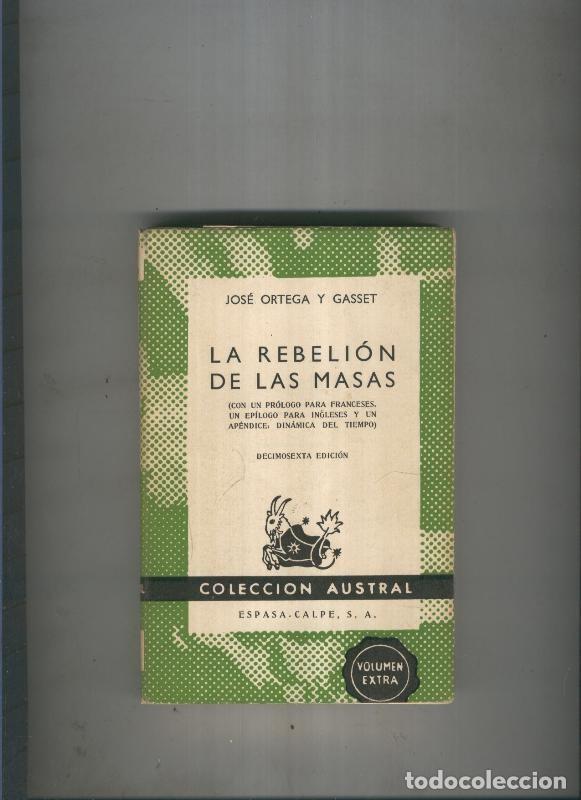 JOSÉ ORTEGA Y GASSET
LA REBELIÓN
DE LAS MASAS
(CON UN PRÓLOGO PARA FRANCESES,
UN EPÍLOGO PARA INGLESES Y UN
APÉNDICE: DINÁMICA DEL TIEMPO)
DECIMOSEXTA EDICIÓN
COLECCION AUSTRAL
ESPASA-CALPE, S. A.
VOLUMEN
EXTRA
todocoleccion